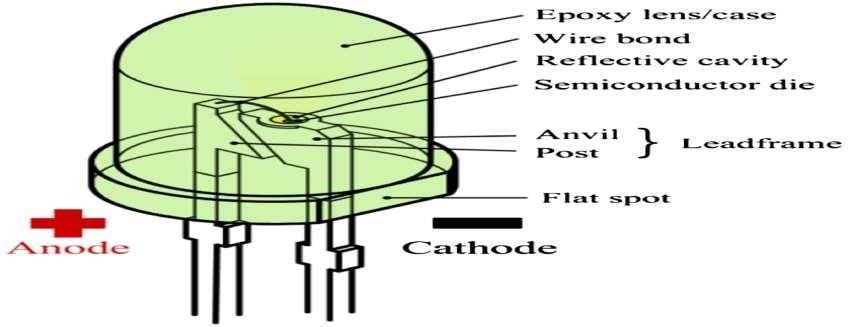 Epoxy lens/case
Wire bond
Reflective cavity
Semiconductor die
Anvil
Post
} Leadframe
Flat spot
Anode
Cathode